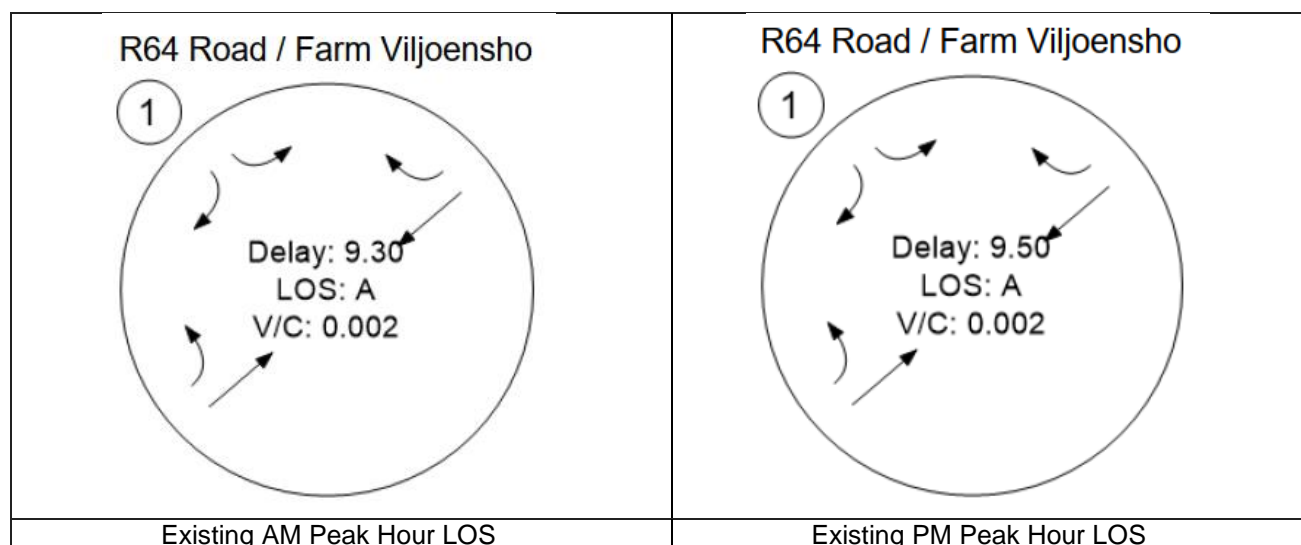 R64 Road / Farm Viljoensho
1
Delay: 9.30
LOS: A
V/C: 0.002
Existing AM Peak Hour LOS
R64 Road / Farm Viljoensho
1
Delay: 9.50
LOS: A
V/C: 0.002
Existing PM Peak Hour LOS